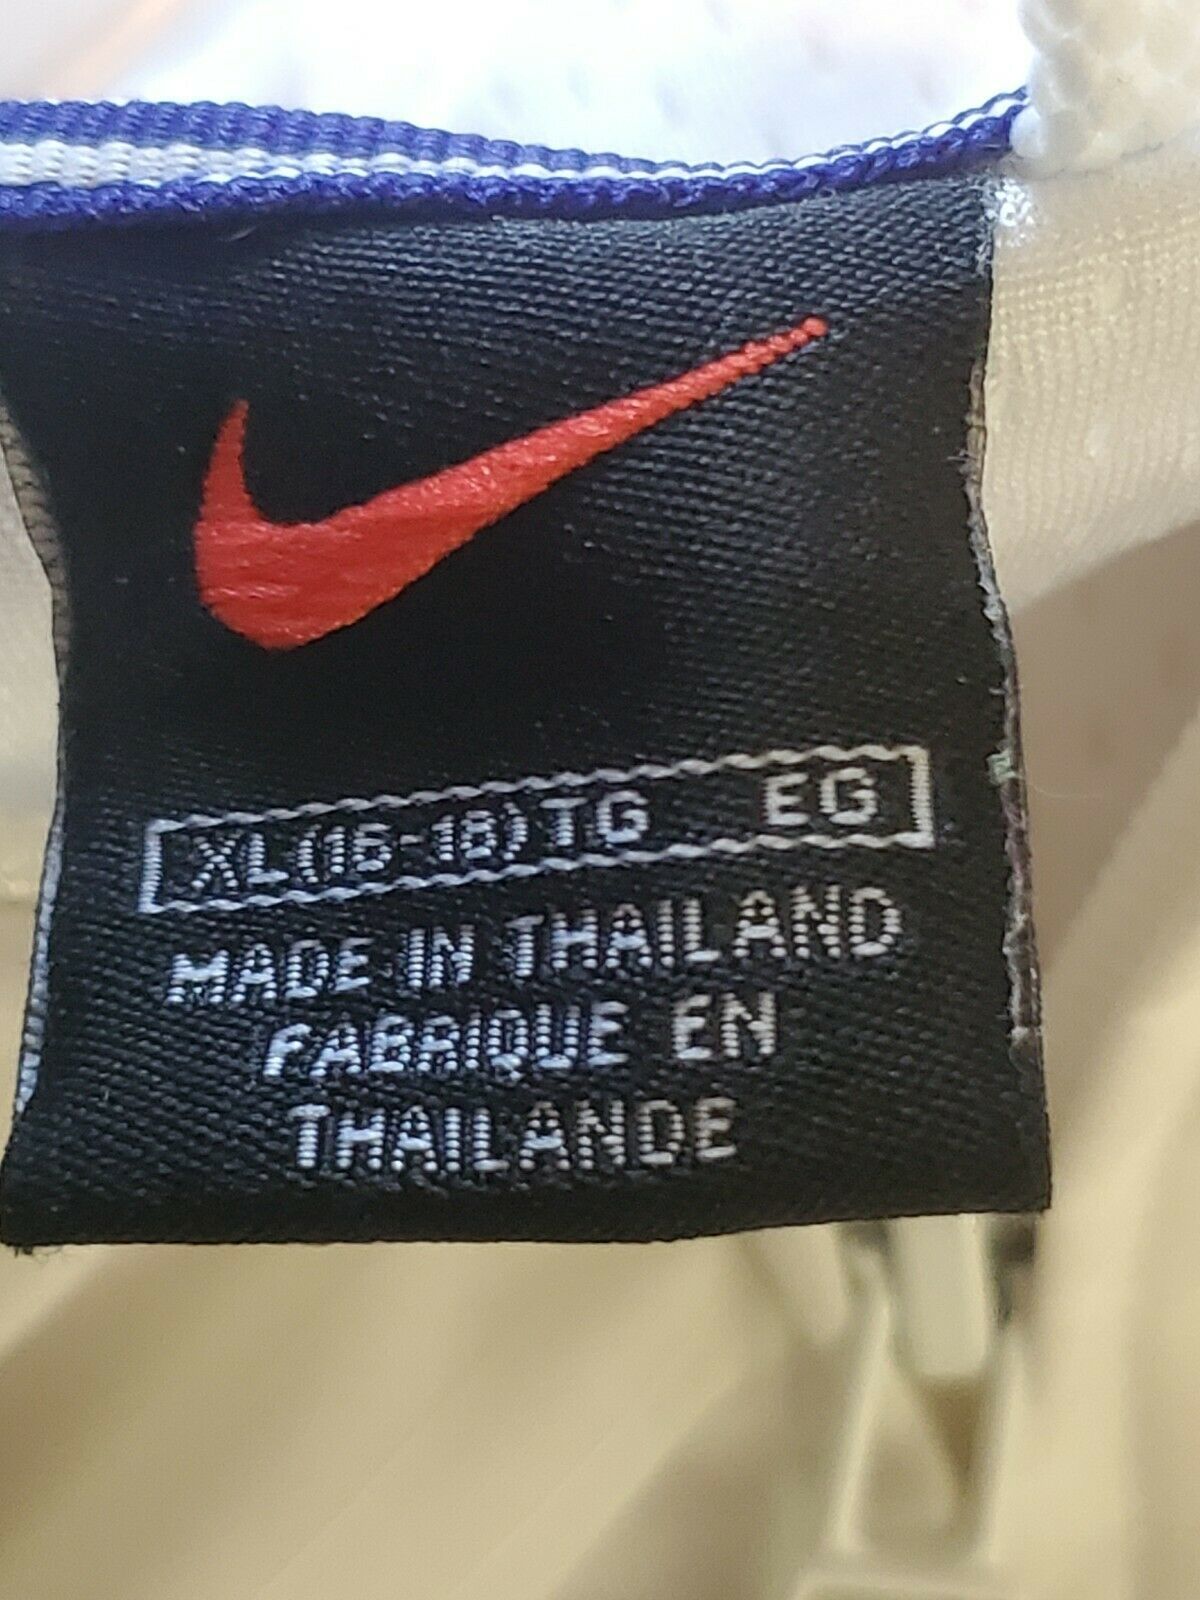 XL(16-18)TG EG
MADE IN THAILAND
FABRIQUE EN
THAILANDE